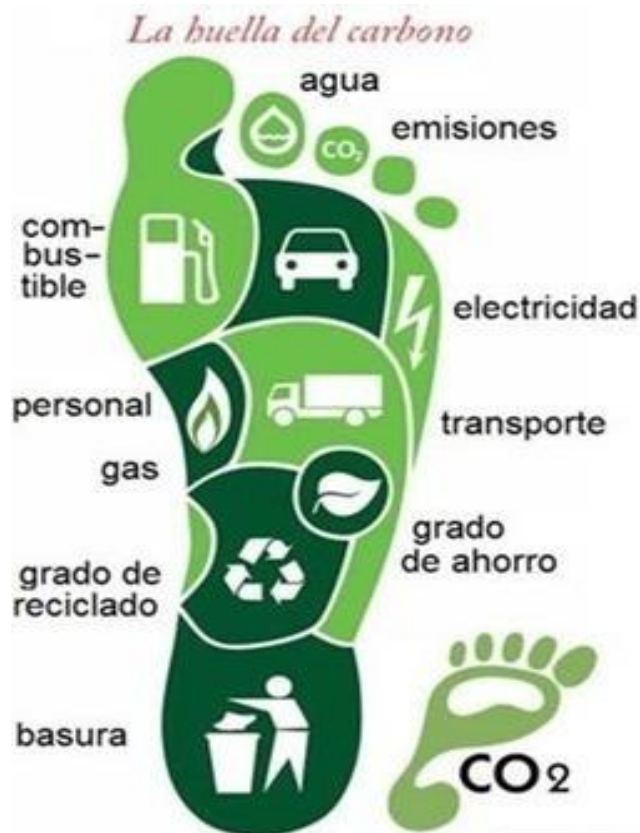 La huella del carbono
agua
emisiones
CO2
com-
bus-
tible
electricidad
personal
transporte
gas
grado
de ahorro
grado de
reciclado
basura
CO2